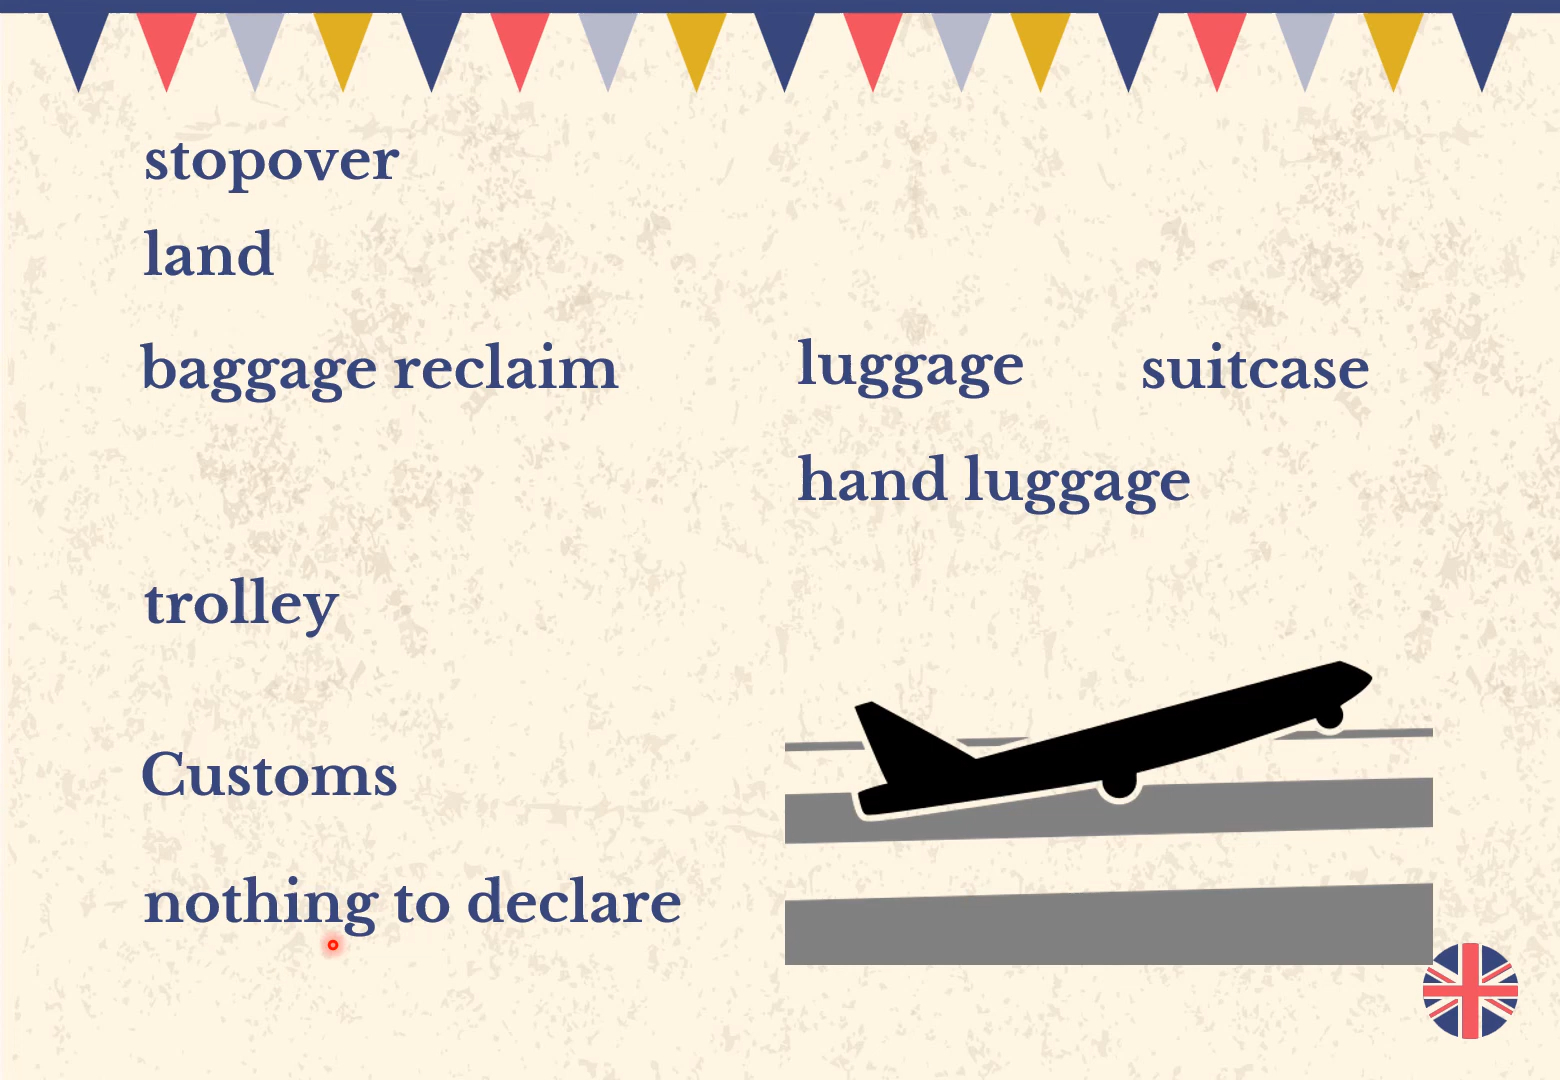 stopover
land
baggage reclaim
luggage
suitcase
hand luggage
trolley
Customs
nothing to declare